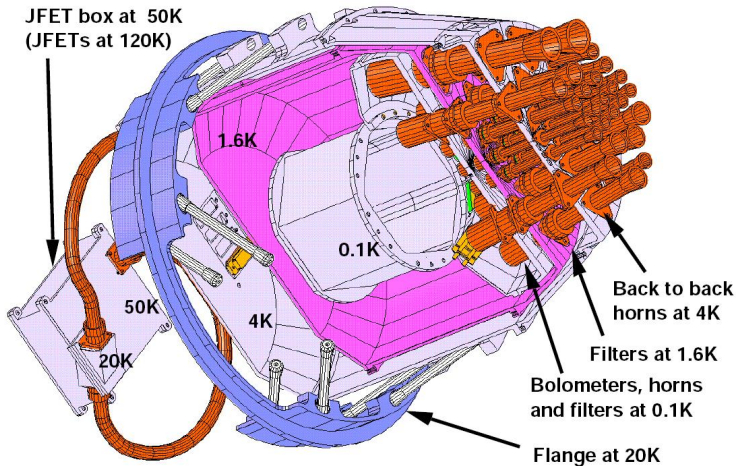 JFET box at 50K
(JFETs at 120K)
1.6K
0.1K
50K
4K
20K
Back to back
horns at 4K
Filters at 1.6K
Bolometers, horns
and filters at 0.1K
Flange at 20K